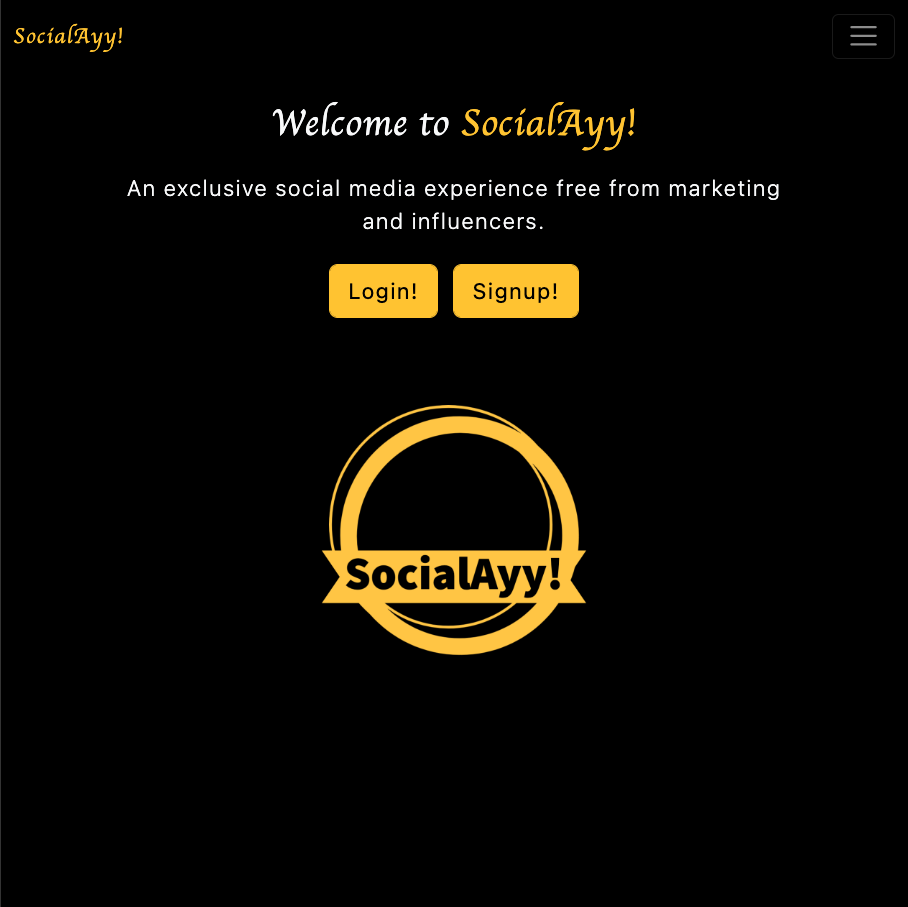 SocialAyy!
Welcome to SocialAyy!
An exclusive social media experience free from marketing
and influencers.
Login! Signup!
SocialAyy!